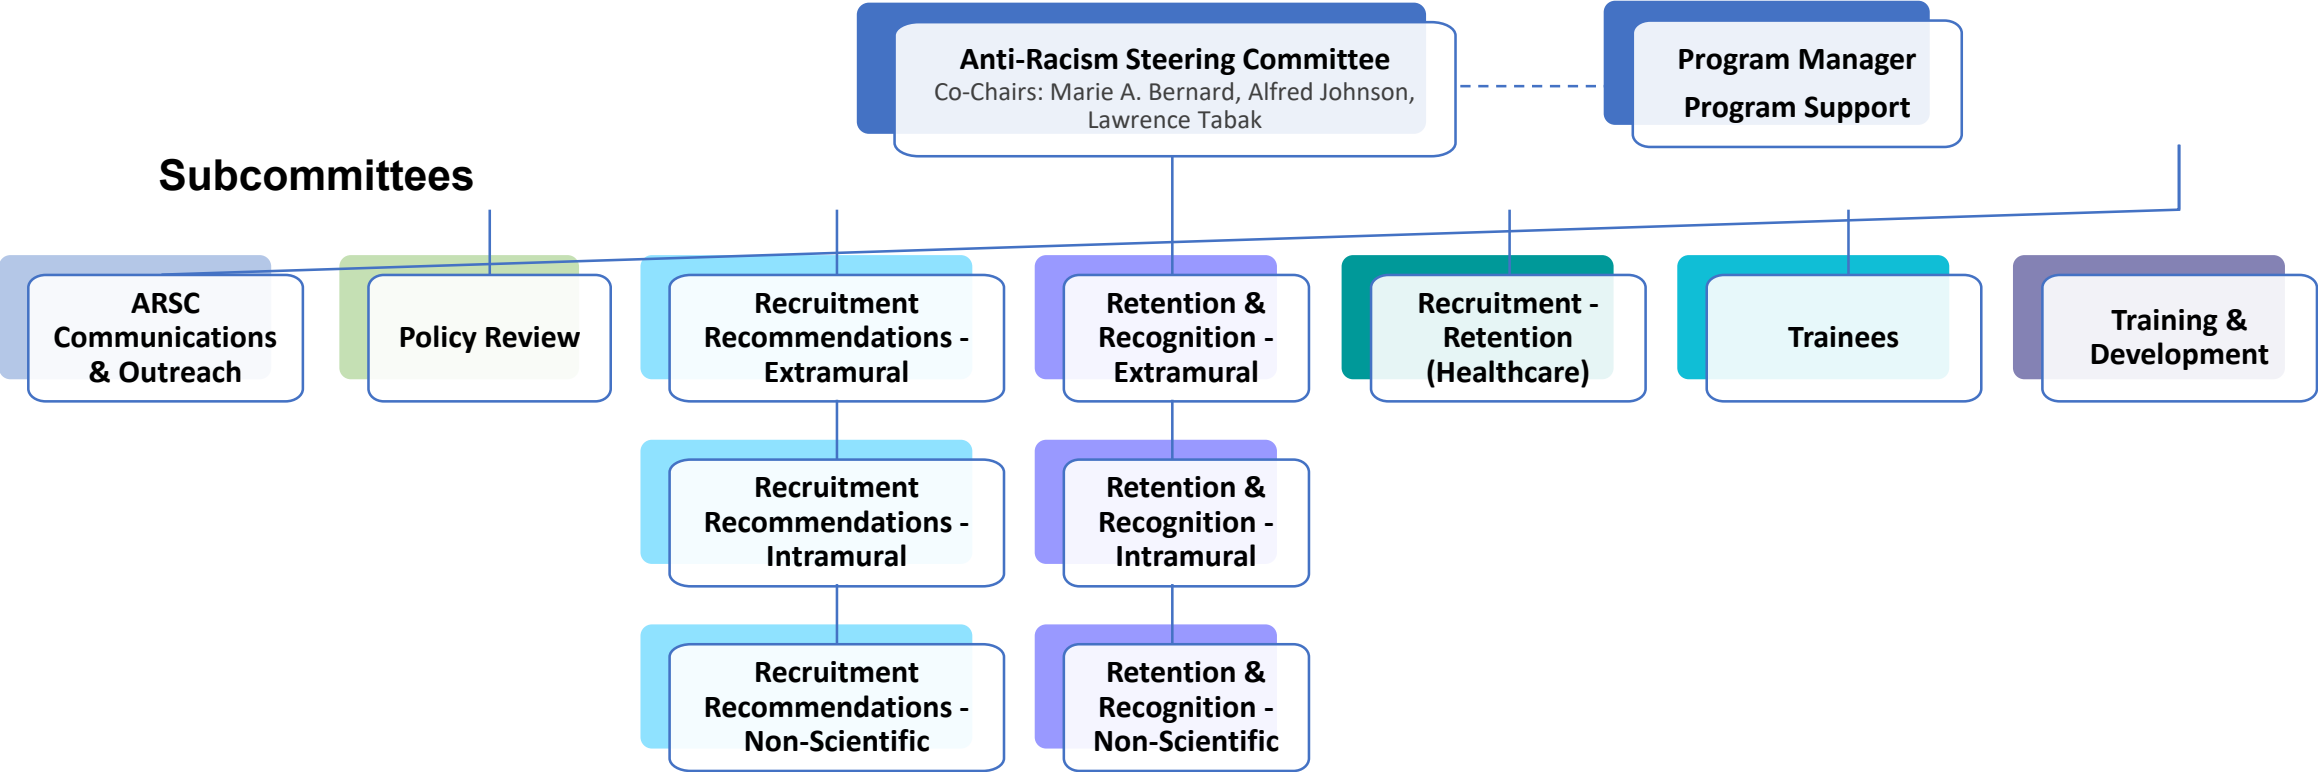 Anti-Racism Steering Committee
Co-Chairs: Marie A. Bernard, Alfred Johnson,
Lawrence Tabak
Program Manager
Program Support
Subcommittees
ARSC
Communications
& Outreach
Policy Review
Recruitment
Recommendations -
Extramural
Retention &
Recognition -
Extramural
Recruitment -
Retention
(Healthcare)
Trainees
Training &
Development
Recruitment
Recommendations -
Intramural
Retention &
Recognition -
Intramural
Recruitment
Recommendations -
Non-Scientific
Retention &
Recognition -
Non-Scientific